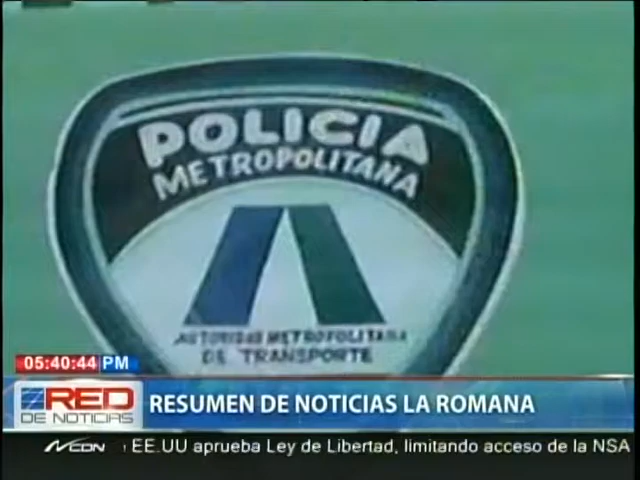 POLICIA
METROPOLITANA
AUTORIDAD METROPOLITANA
DE TRANSPORTE
05:40:44 PM
RED
DE NOTICIAS
RESUMEN DE NOTICIAS LA ROMANA
CDN
EE.UU aprueba Ley de Libertad, limitando acceso de la NSA